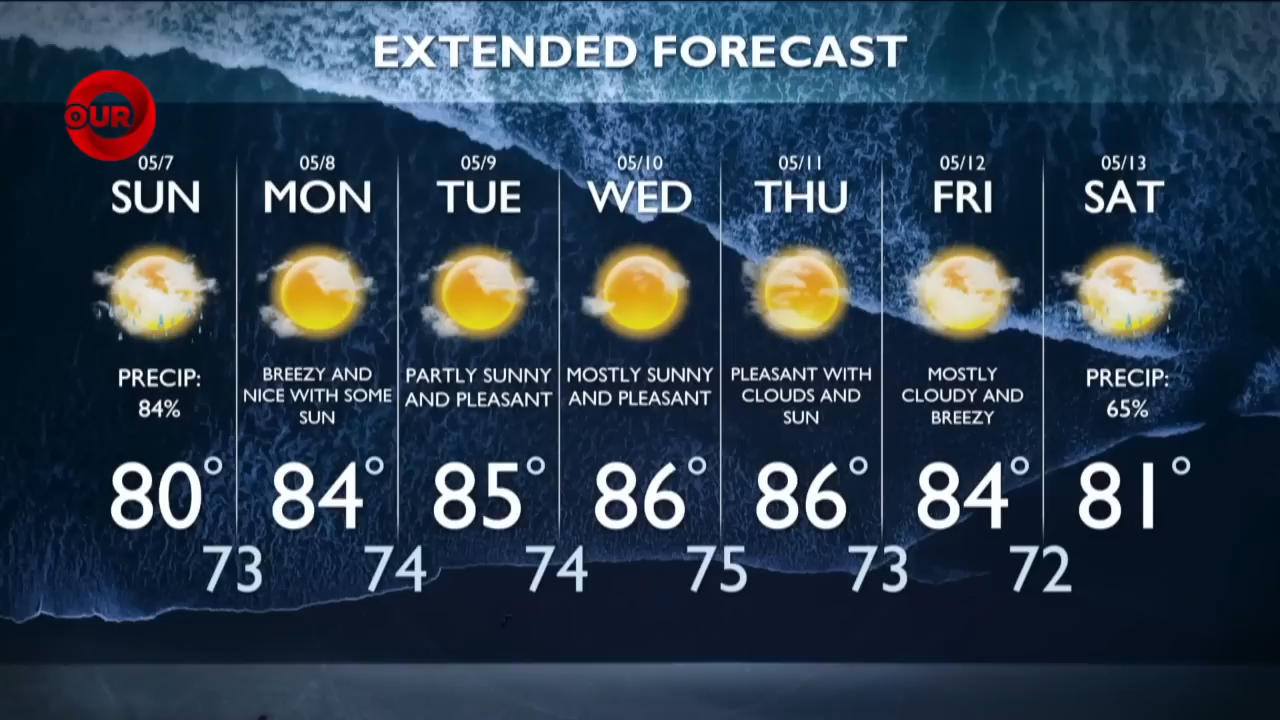 EXTENDED FORECAST
OUR
05/7
SUN
PRECIP:
84%
80°
05/8
MON
BREEZY AND
NICE WITH SOME
SUN
84°
05/9
TUE
PARTLY SUNNY
AND PLEASANT
85°
05/10
WED
MOSTLY SUNNY
AND PLEASANT
86°
05/11
THU
PLEASANT WITH
CLOUDS AND
SUN
86°
05/12
FRI
MOSTLY
CLOUDY AND
BREEZY
84°
05/13
SAT
PRECIP:
65%
81°
73 74 74 75 73 72